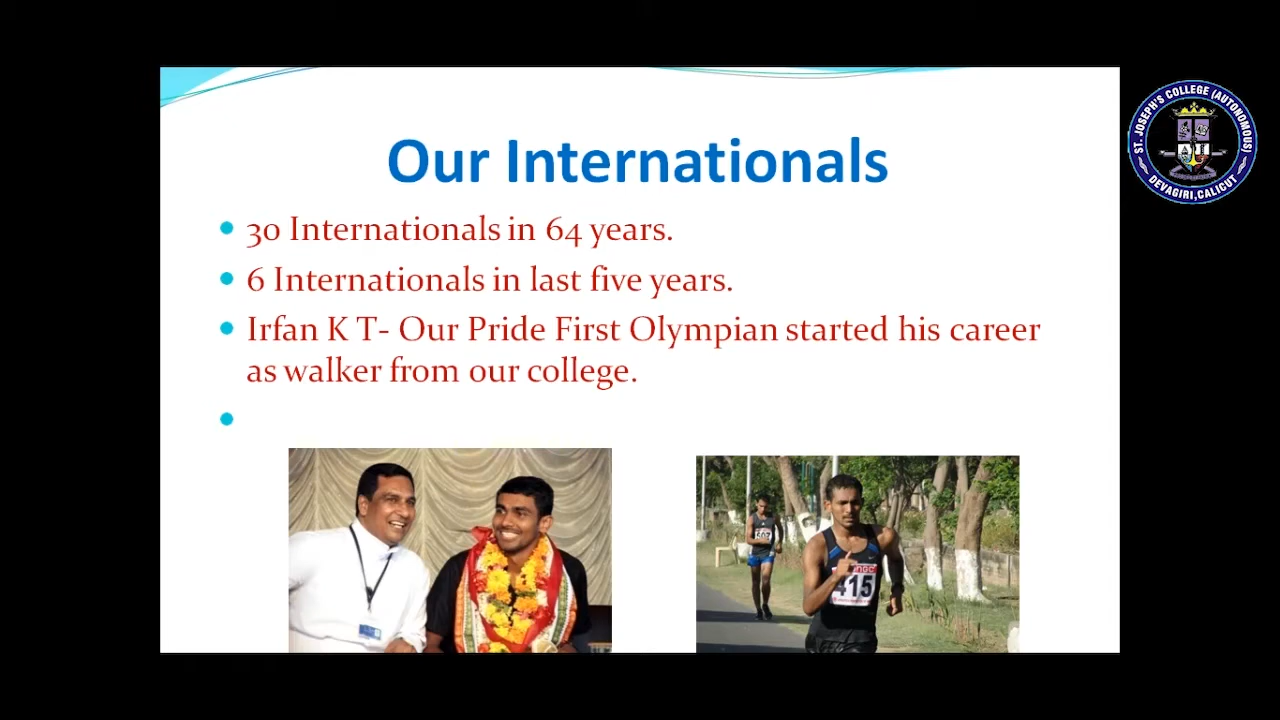 Our Internationals
30 Internationals in 64 years.
6 Internationals in last five years.
Irfan K T- Our Pride First Olympian started his career
as walker from our college.
ST. JOSEPH'S COLLEGE (AUTONOMOUS)
DEVAGIRI, CALICUT
415